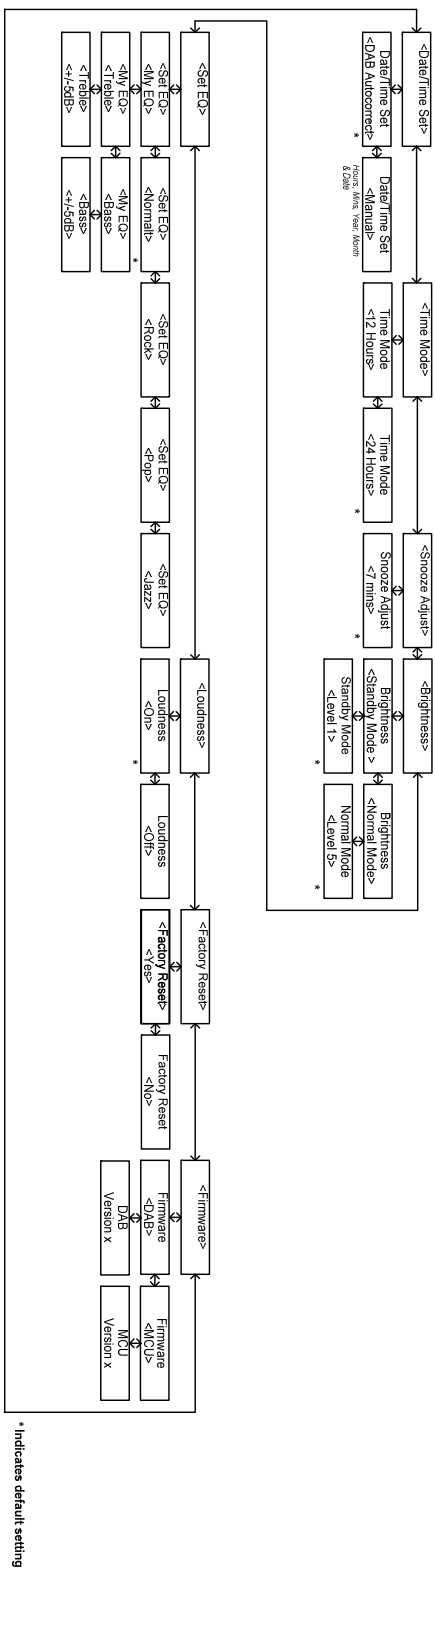 <Date/Time Set>
Date/Time Set
<DAB Autocorrect>
*
Date/Time Set
<Manual>
Hours, Mins, Year, Month
& Date
<Time Mode>
Time Mode
<12 Hours>
Time Mode
<24 Hours>
*
<Snooze Adjust>
Snooze Adjust
<7 mins>
*
<Brightness>
Brightness
<Standby Mode >
Standby Mode
<Level 1>
*
Brightness
<Normal Mode>
Normal Mode
<Level 5>
*
<Set EQ>
<Set EQ>
<My EQ>
<My EQ>
<Treble>
<Treble>
<+/-5dB>
<Set EQ>
<Normalt>
*
<My EQ>
<Bass>
<Bass>
<+/-5dB>
<Set EQ>
<Rock>
<Set EQ>
<Pop>
<Set EQ>
<Jazz>
<Loudness>
Loudness
<On>
*
Loudness
<Off>
<Factory Reset>
<Factory Reset>
<Yes>
Factory Reset
<No>
<Firmware>
Firmware
<DAB>
DAB
Version x
Firmware
<MCU>
MCU
Version x
* Indicates default setting